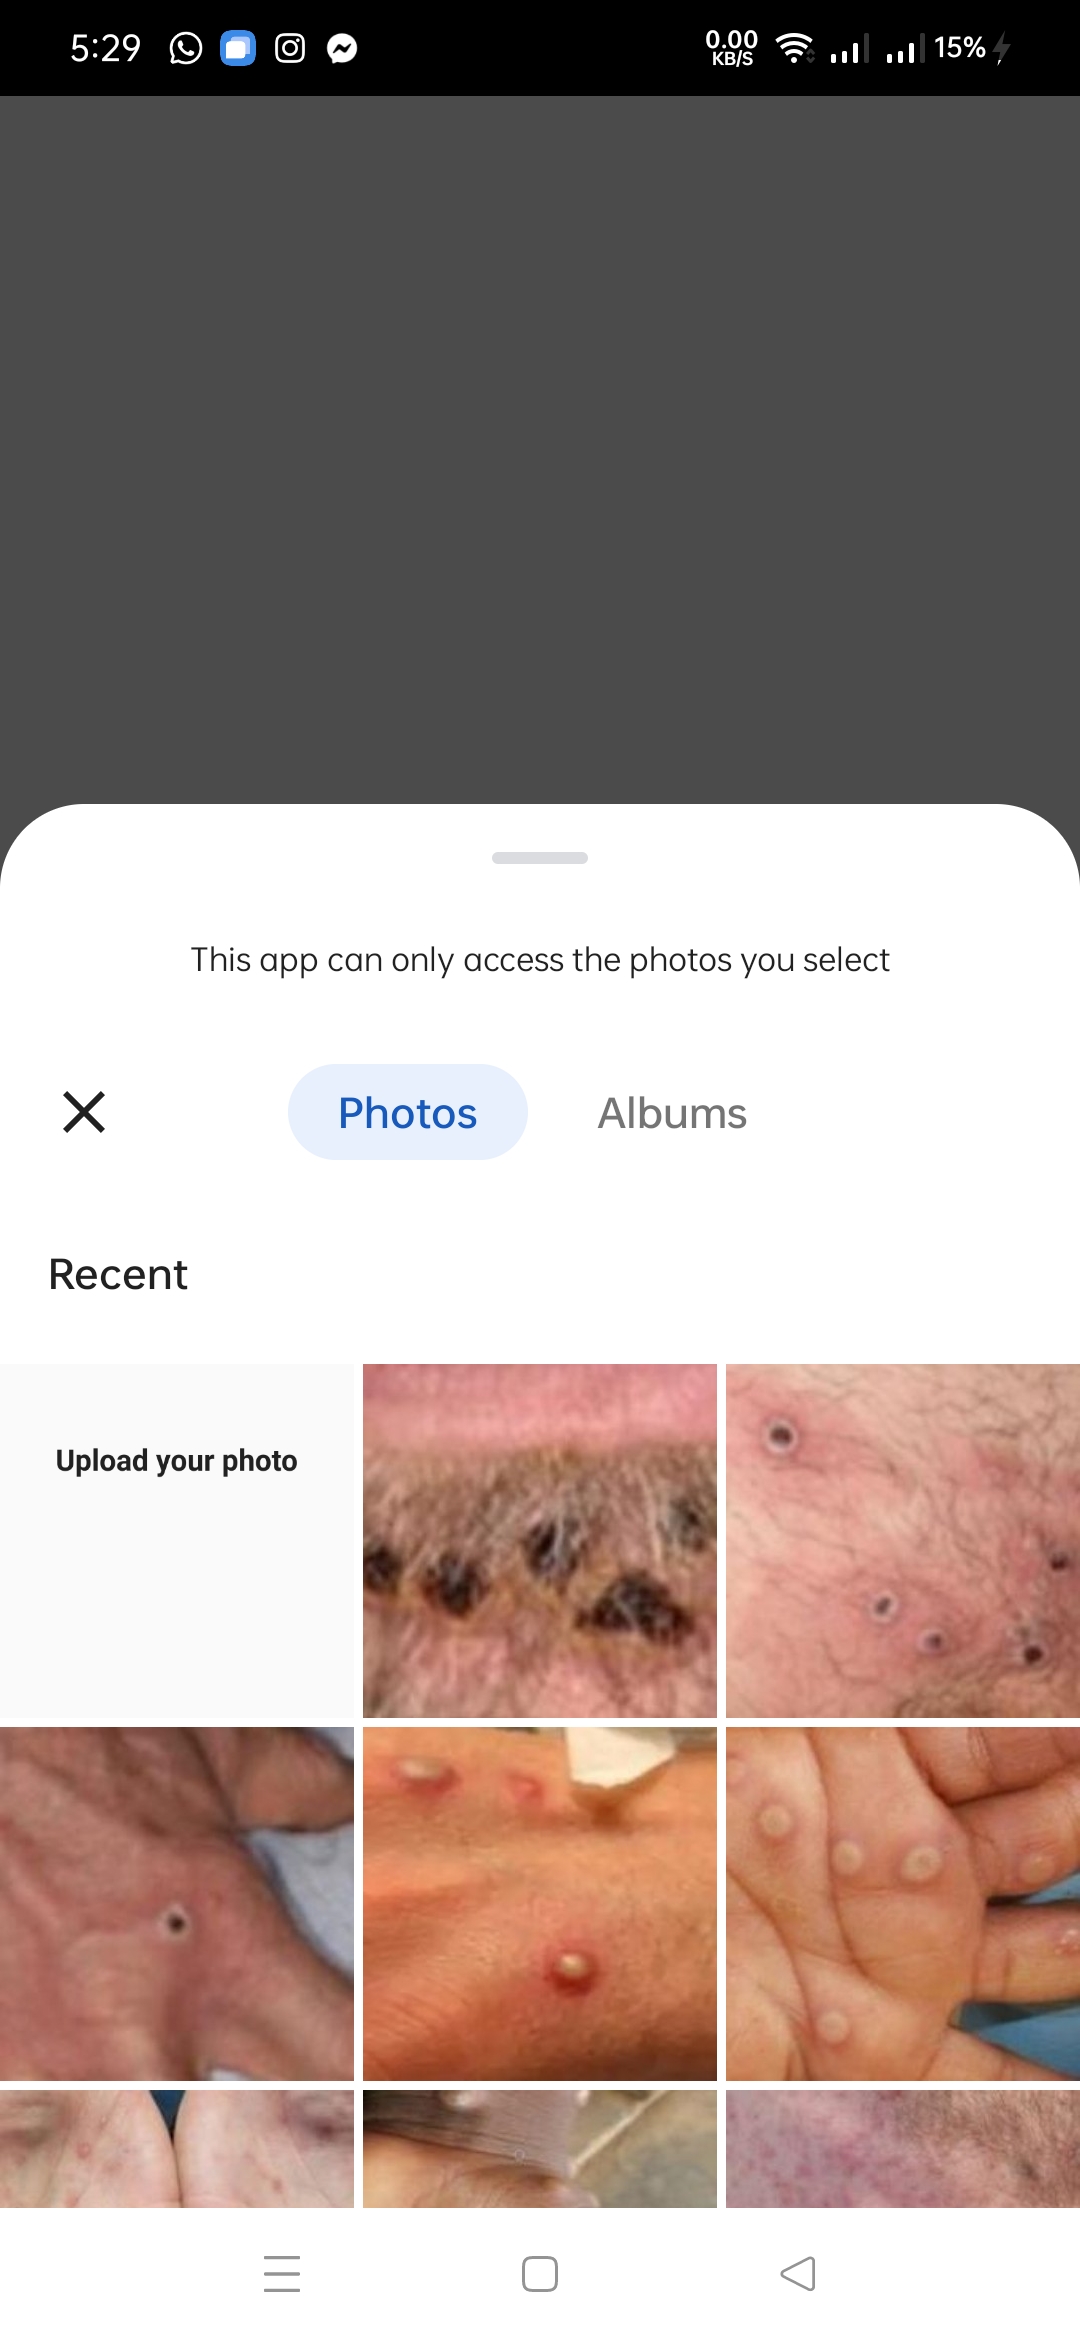 5:29
0.00
KB/S
15%
This app can only access the photos you select
Photos
Albums
Recent
Upload your photo